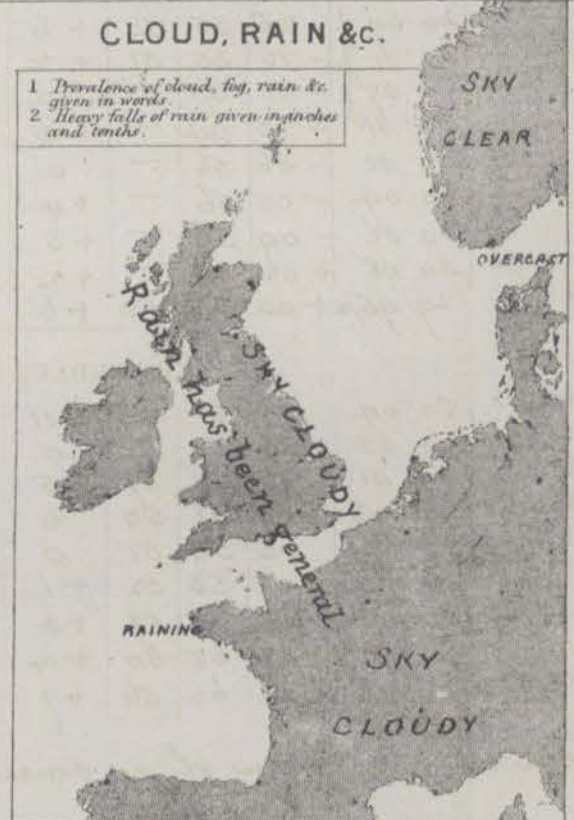 CLOUD, RAIN &c.
1 Prevalence of cloud, fog, rain &c.
given in words.
2 Heavy falls of rain given in inches
and tenths.
SKY
CLEAR
OVERCAST
Rain has been general
SKY CLOUDY
RAINING
SKY
CLOUDY